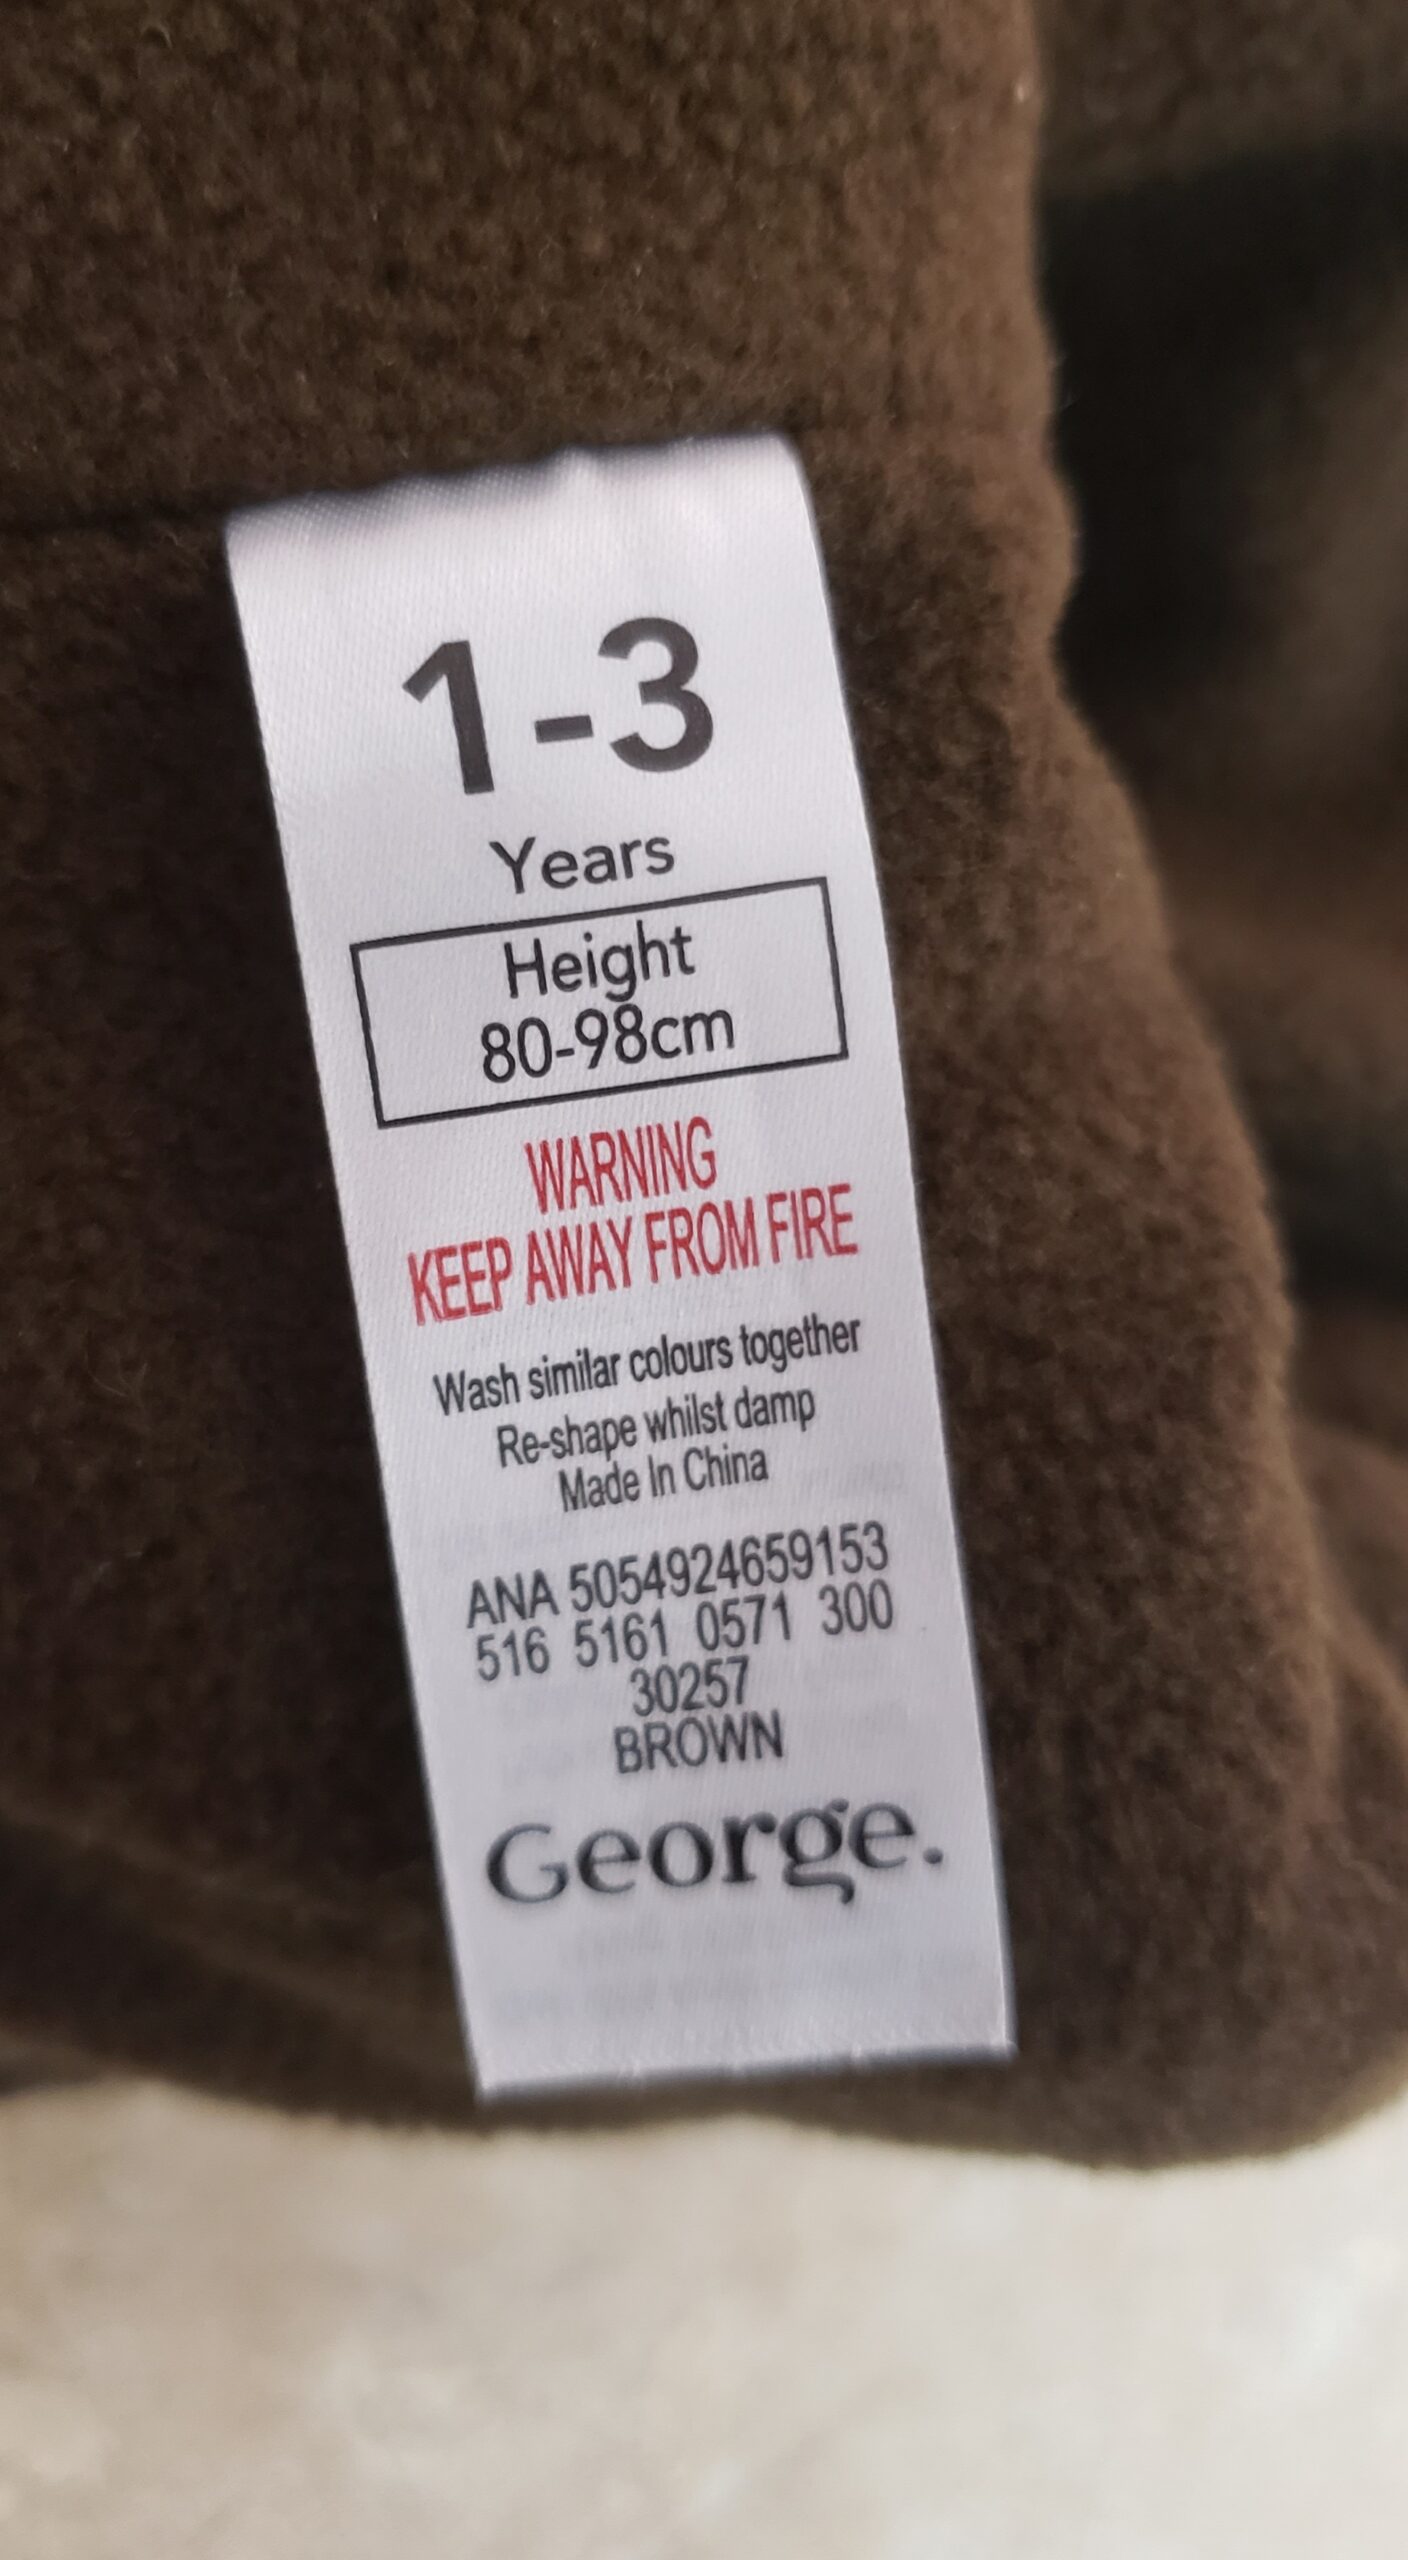 1-3
Years
Height
80-98cm
WARNING
KEEP AWAY FROM FIRE
Wash similar colours together
Re-shape whilst damp
Made In China
ANA 5054924659153
516 5161 0571 300
30257
BROWN
George.